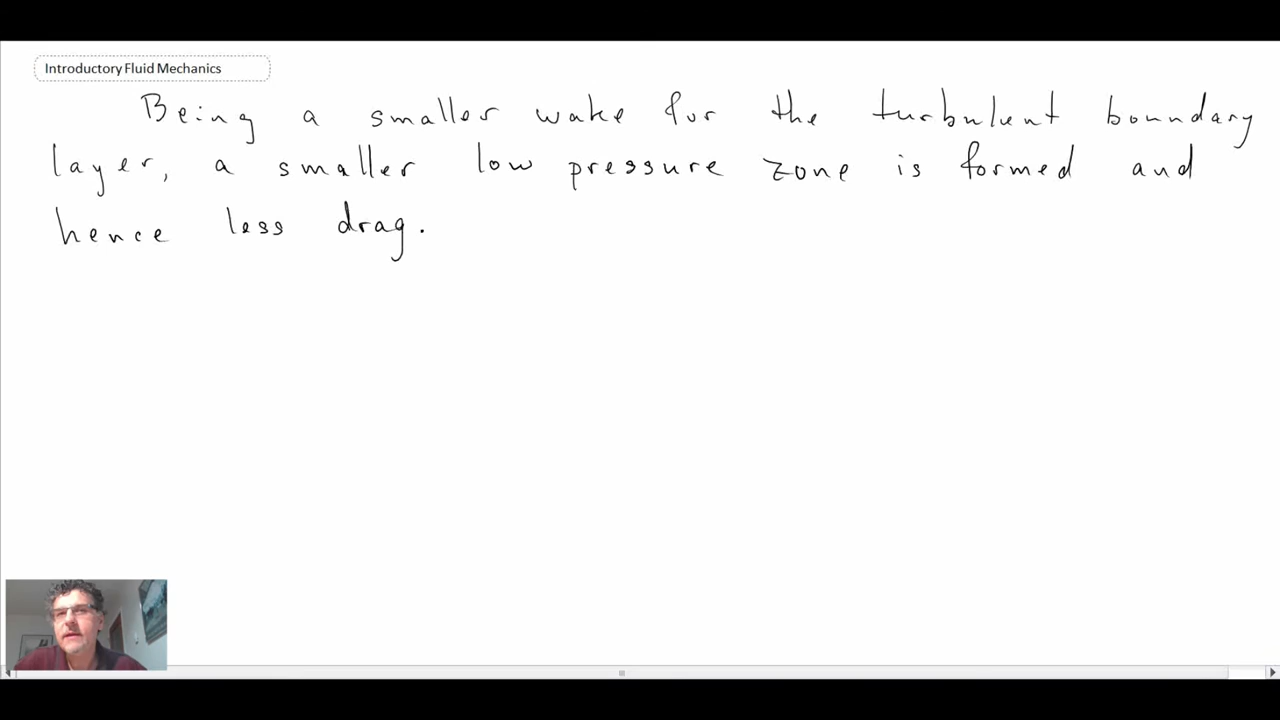 Introductory Fluid Mechanics
Being a smaller wake for the turbulent boundary
layer, a smaller low pressure zone is formed and
hence less drag.